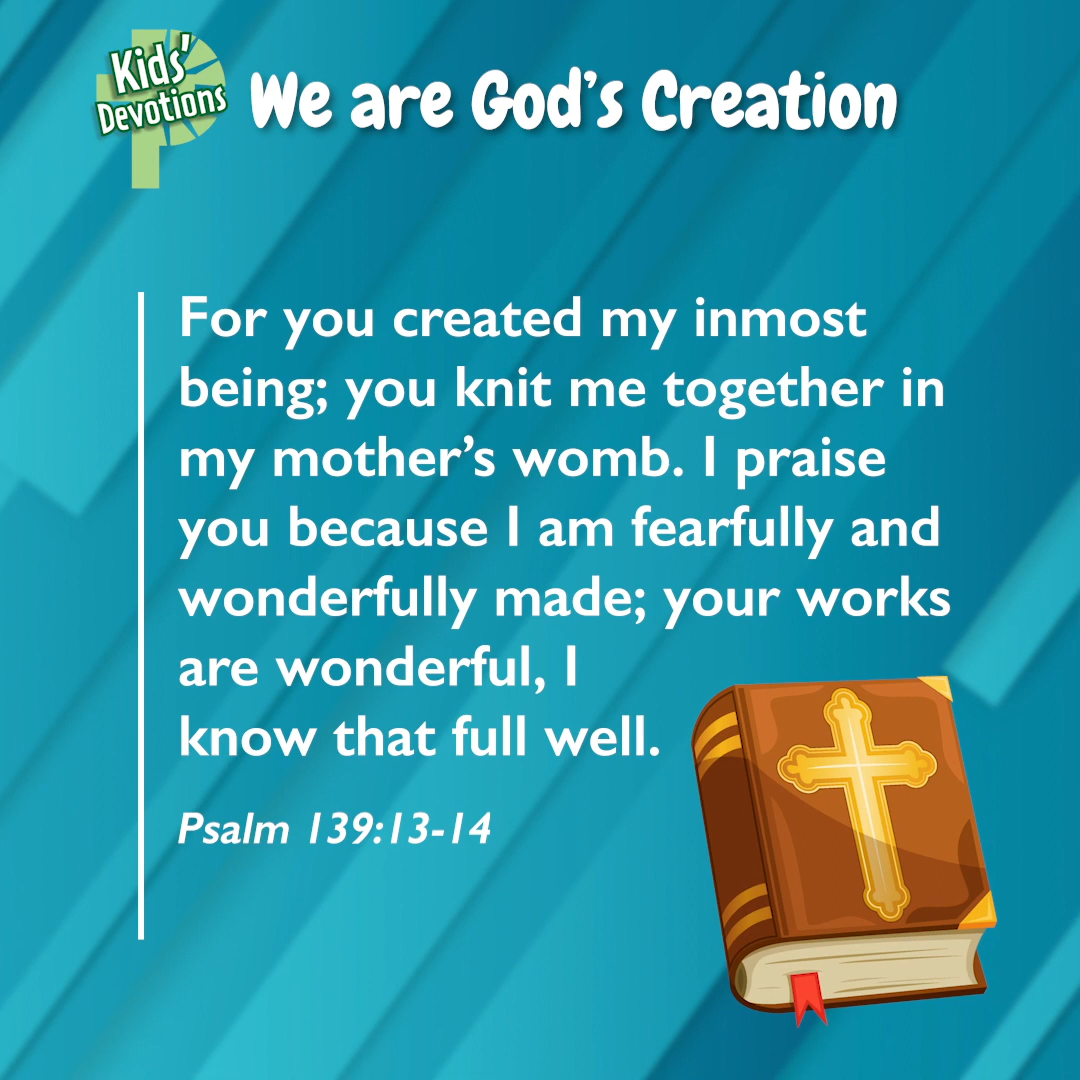 Kids’
Devotions
We are God’s Creation
For you created my inmost
being; you knit me together in
my mother’s womb. I praise
you because I am fearfully and
wonderfully made; your works
are wonderful, I
know that full well.
Psalm 139:13-14